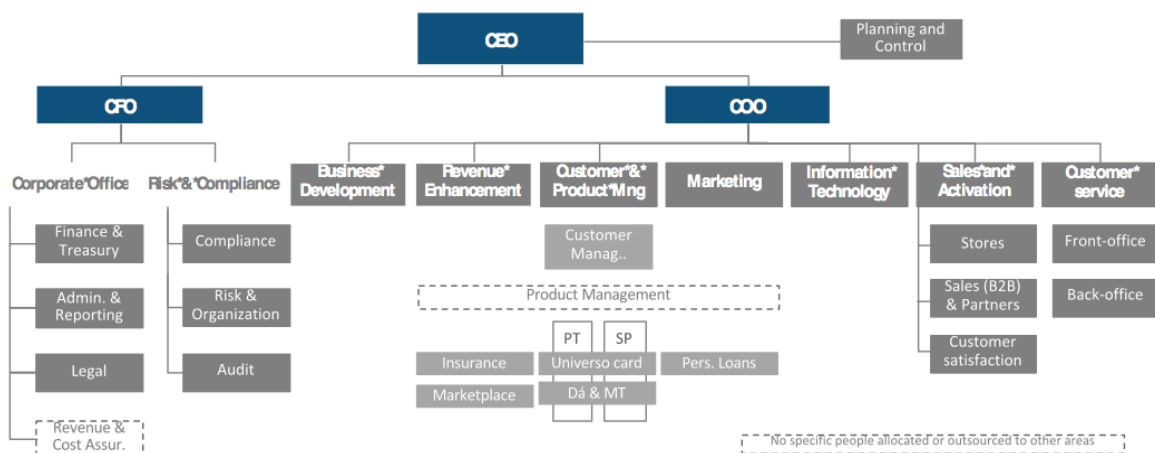 CEO
Planning and
Control
CFO
COO
Corporate*Office
Risk*&*Compliance
Business*
Development
Revenue*
Enhancement
Customer*&*
Product*Mng
Marketing
Information*
Technology
Sales*and*
Activation
Customer*
service
Finance &
Treasury
Compliance
Customer
Manag..
Stores
Front-office
Admin. &
Reporting
Risk &
Organization
Product Management
Sales (B2B)
& Partners
Back-office
PT
SP
Legal
Audit
Insurance
Universo card
Pers. Loans
Customer
satisfaction
Marketplace
Dá & MT
Revenue &
Cost Assur.
No specific people allocated or outsourced to other areas